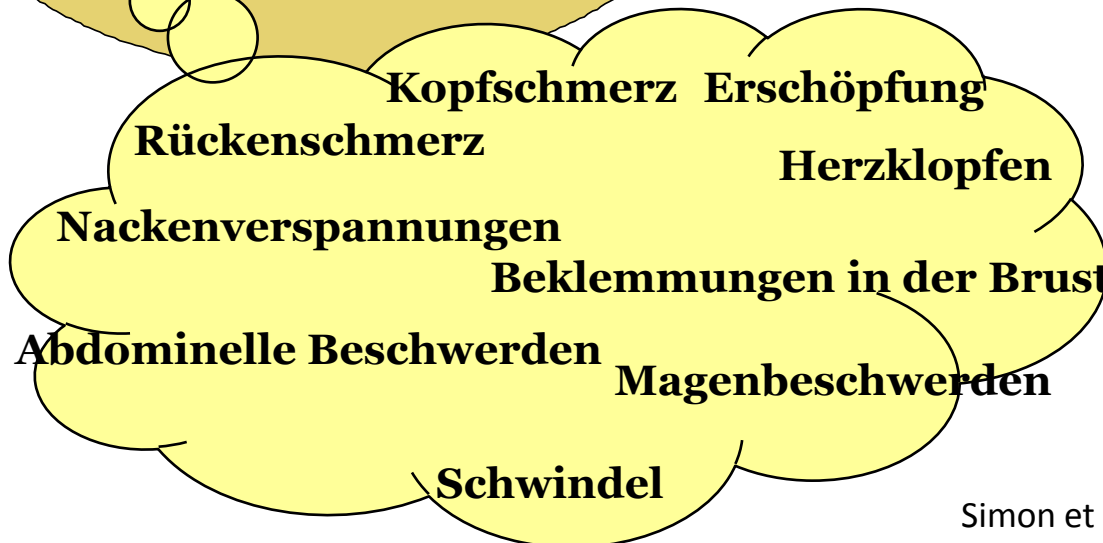 Kopfschmerz Erschöpfung
Rückenschmerz
Herzklopfen
Nackenverspannungen
Beklemmungen in der Brust
Abdominelle Beschwerden
Magenbeschwerden
Schwindel
Simon et